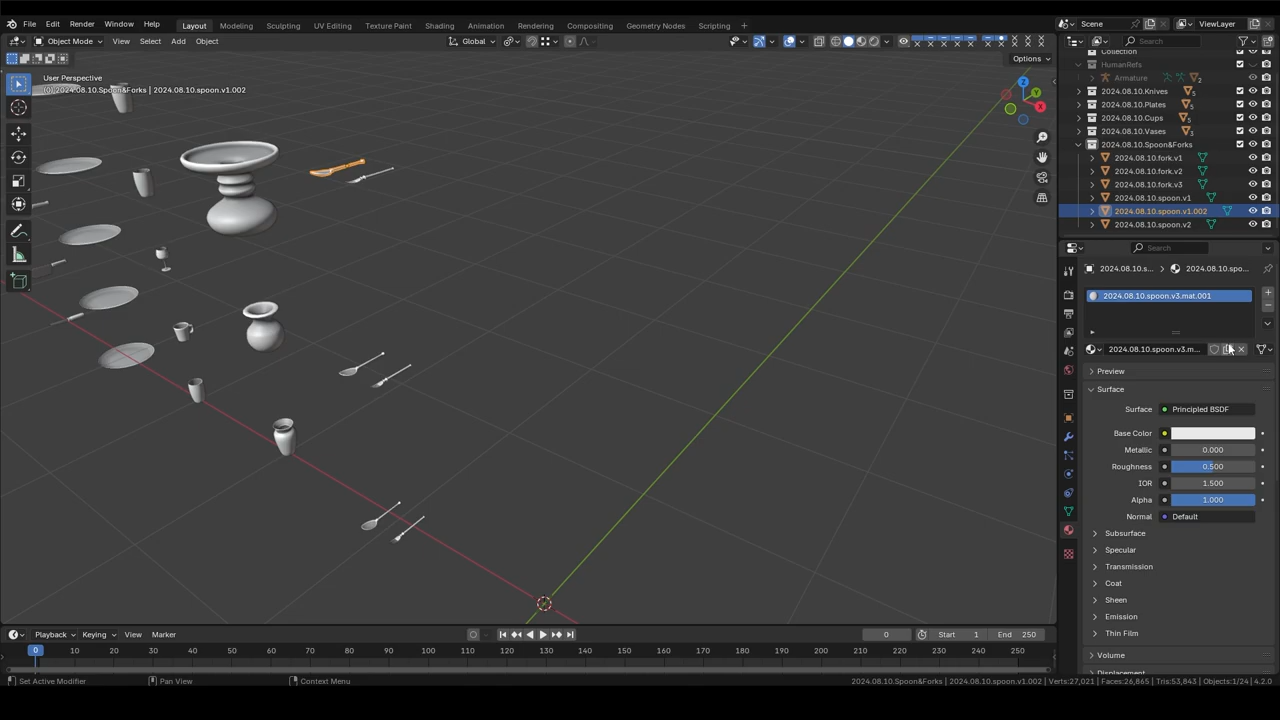 File Edit Render Window Help Layout Modeling Sculpting UV Editing Texture Paint Shading Animation Rendering Compositing Geometry Nodes Scripting Scene ViewLayer
Object Mode View Select Add Object Global Search
Options
User Perspective
(0) 2024.08.10.Spoon&Forks | 2024.08.10.spoon.v1.002
Z
Y
X
Collection
HumanRefs
Armature 2
2024.08.10.Knives 5
2024.08.10.Plates 5
2024.08.10.Cups 5
2024.08.10.Vases 3
2024.08.10.Spoon&Forks
2024.08.10.fork.v1
2024.08.10.fork.v2
2024.08.10.fork.v3
2024.08.10.spoon.v1
2024.08.10.spoon.v1.002
2024.08.10.spoon.v2
Search
2024.08.10.s... 2024.08.10.spo...
2024.08.10.spoon.v3.mat.001
2024.08.10.spoon.v3.m...
Preview
Surface
Surface Principled BSDF
Base Color
Metallic 0.000
Roughness 0.500
IOR 1.500
Alpha 1.000
Normal Default
Subsurface
Specular
Transmission
Coat
Sheen
Emission
Thin Film
Volume
Displacement
Playback Keying View Marker 0 Start 1 End 250
0 10 20 30 40 50 60 70 80 90 100 110 120 130 140 150 160 170 180 190 200 210 220 230 240 250
Set Active Modifier Pan View Context Menu 2024.08.10.Spoon&Forks | 2024.08.10.spoon.v1.002 | Verts:27,021 | Faces:26,865 | Tris:53,843 | Objects:1/24 | 4.2.0